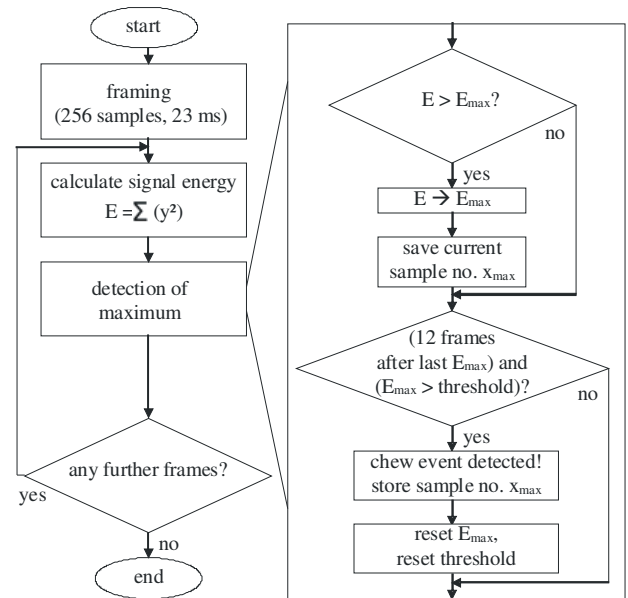 start
framing
(256 samples, 23 ms)
calculate signal energy
E =Σ (y²)
detection of
maximum
any further frames?
yes
no
end
E > Emax?
no
yes
E → Emax
save current
sample no. xmax
(12 frames
after last Emax) and
(Emax > threshold)?
no
yes
chew event detected!
store sample no. xmax
reset Emax,
reset threshold